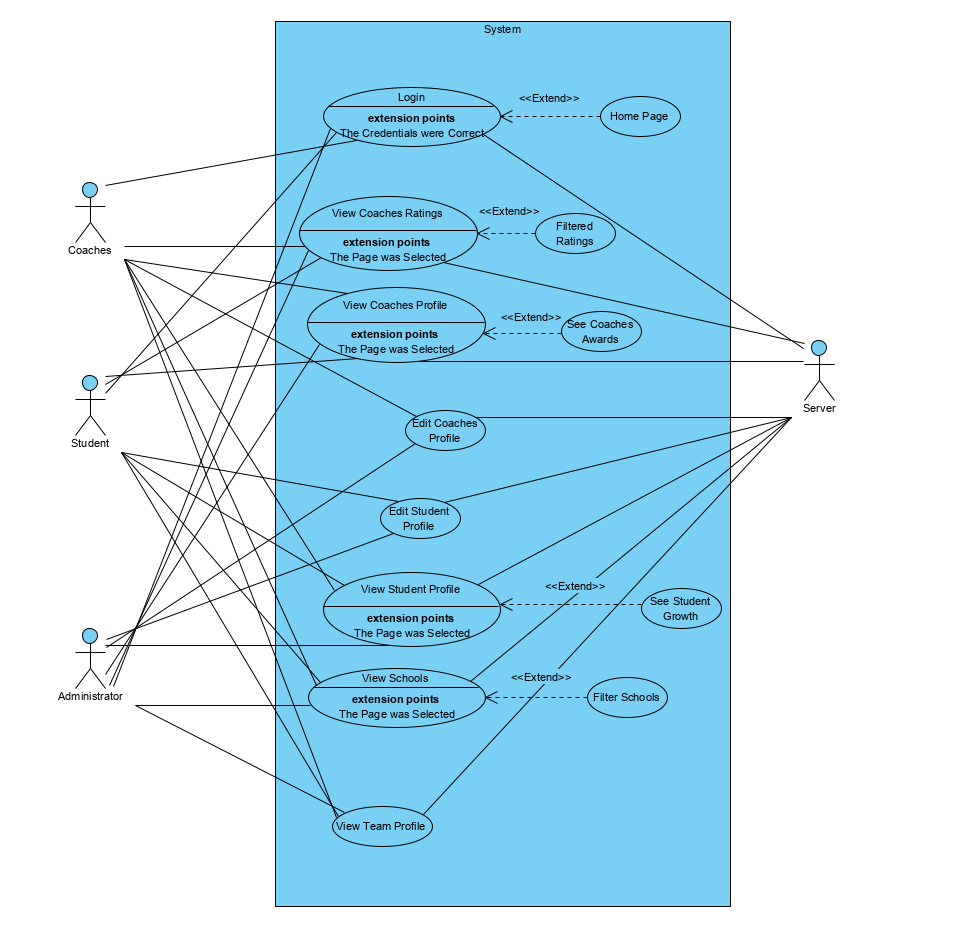 System
Login
extension points
The Credentials were Correct
<<Extend>>
Home Page
Coaches
View Coaches Ratings
extension points
The Page was Selected
<<Extend>>
Filtered
Ratings
View Coaches Profile
extension points
The Page was Selected
<<Extend>>
See Coaches
Awards
Server
Student
Edit Coaches
Profile
Edit Student
Profile
View Student Profile
extension points
The Page was Selected
<<Extend>>
See Student
Growth
Administrator
View Schools
extension points
The Page was Selected
<<Extend>>
Filter Schools
View Team Profile